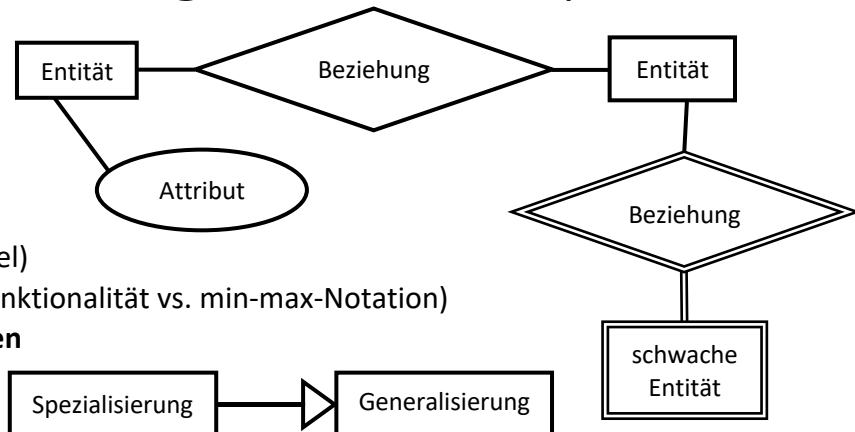 Entität
Beziehung
Entität
Attribut
Beziehung
el)
nktionalität vs. min-max-Notation)
en
schwache
Entität
Spezialisierung
Generalisierung